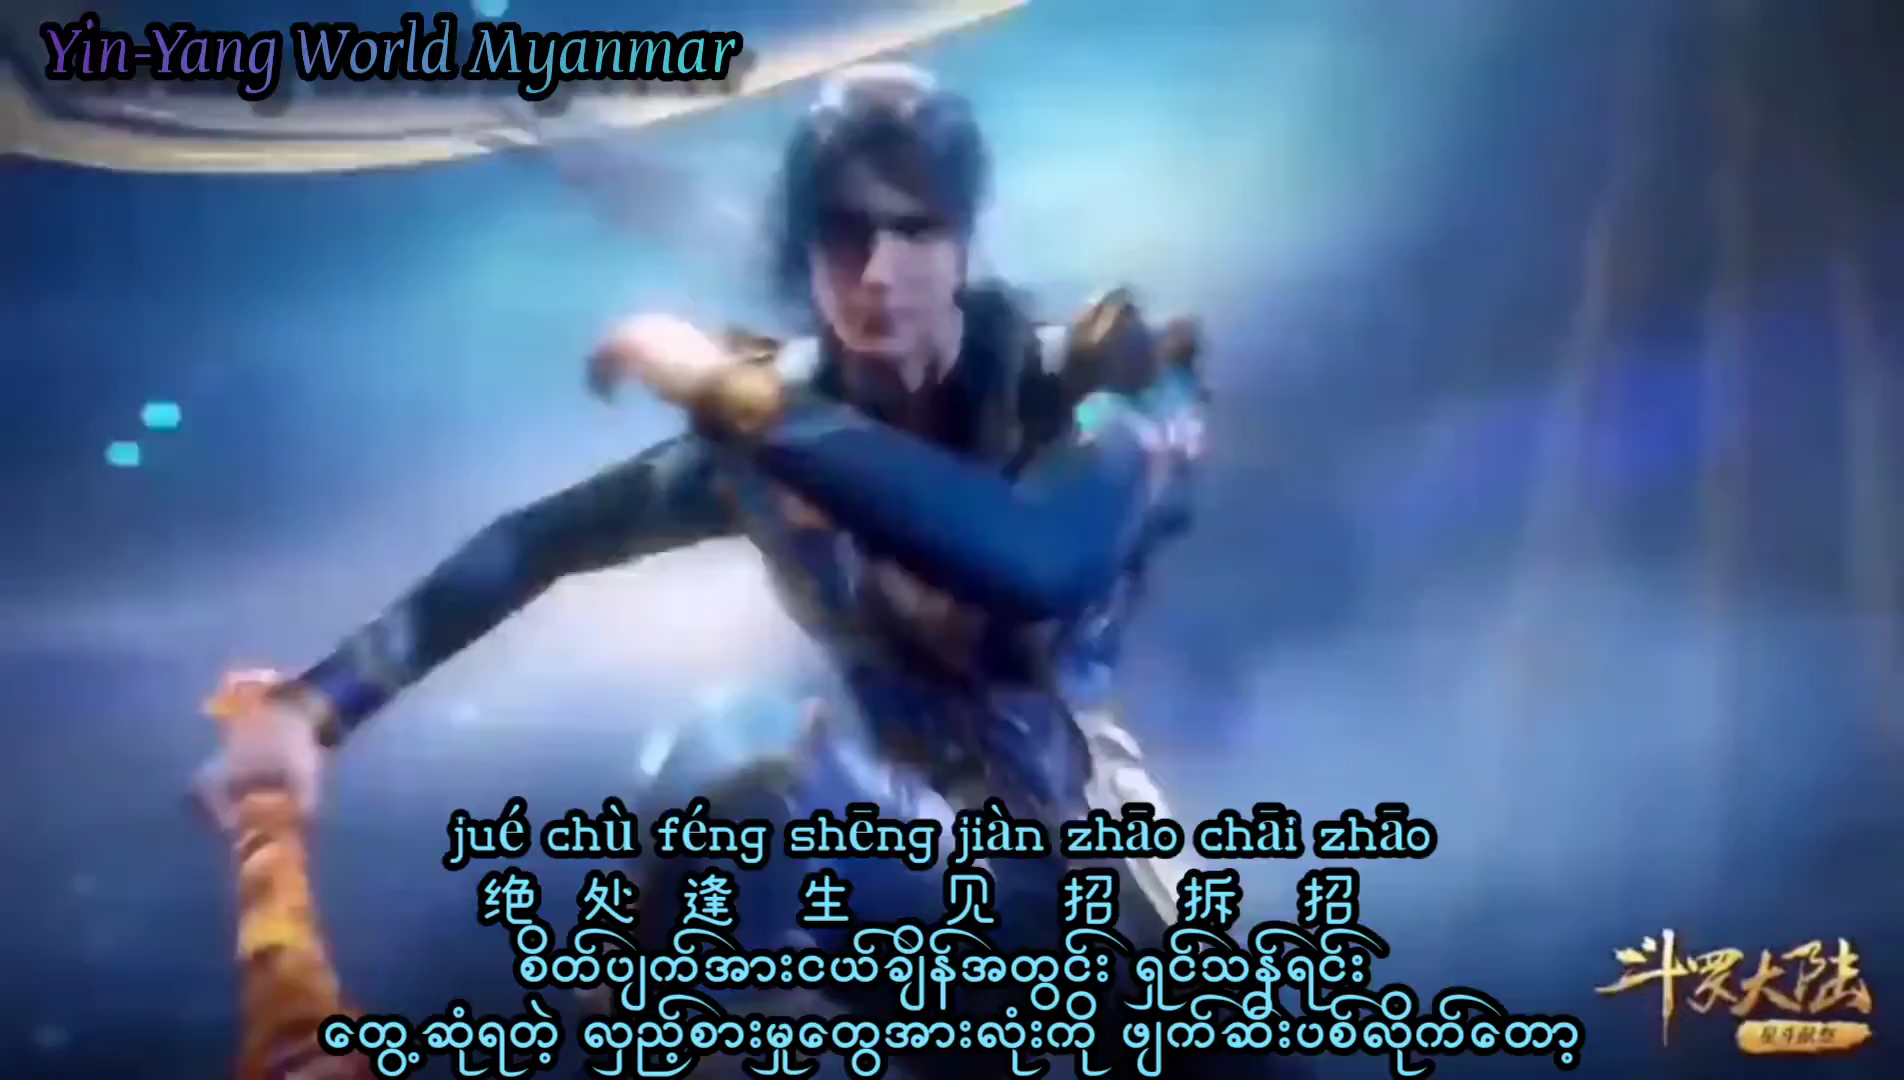 Yin-Yang World Myanmar
jué chù féng shēng jiàn zhāo chāi zhāo
绝 处 逢 生 见 招 拆 招
စိတ်ပျက်အားငယ်ချိန်အတွင်း ရှင်သန်ရင်း
တွေ့ဆုံရတဲ့ လှည့်စားမှုတွေအားလုံးကို ဖျက်ဆီးပစ်လိုက်တော့
斗罗大陆